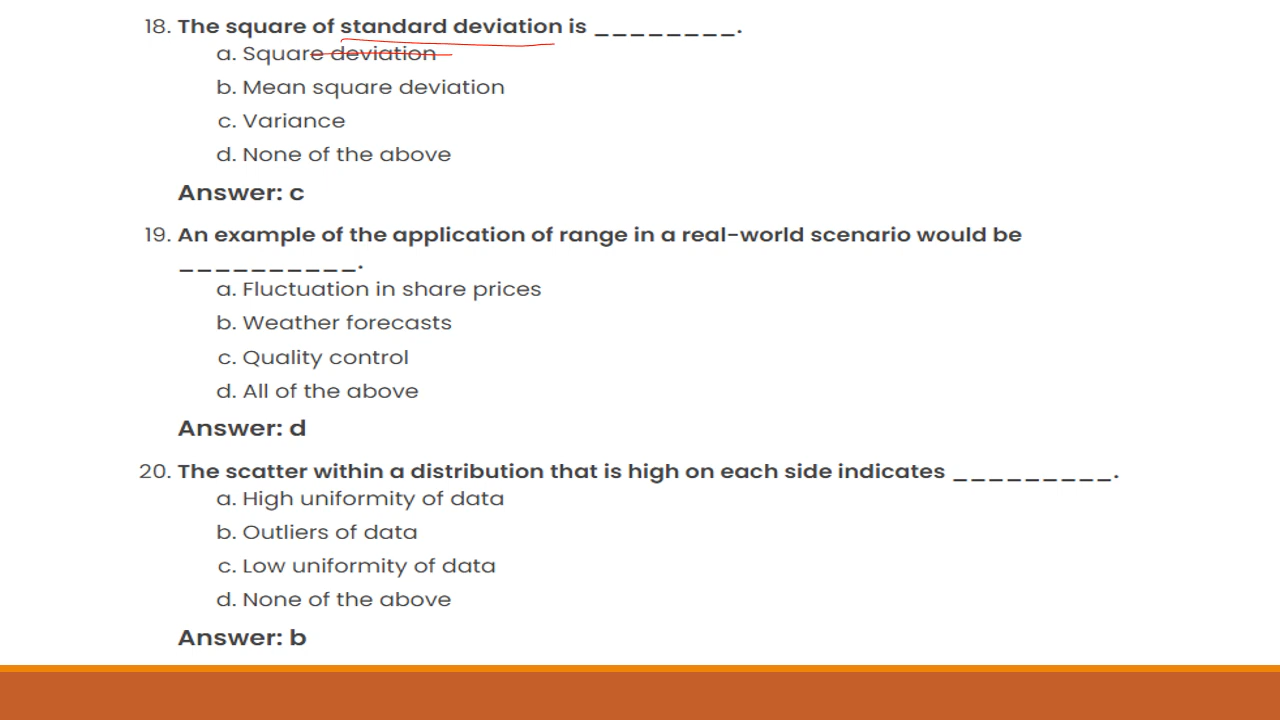 18. The square of standard deviation is ________.
a. Square deviation
b. Mean square deviation
c. Variance
d. None of the above
Answer: c
19. An example of the application of range in a real-world scenario would be
__________.
a. Fluctuation in share prices
b. Weather forecasts
c. Quality control
d. All of the above
Answer: d
20. The scatter within a distribution that is high on each side indicates _________.
a. High uniformity of data
b. Outliers of data
c. Low uniformity of data
d. None of the above
Answer: b